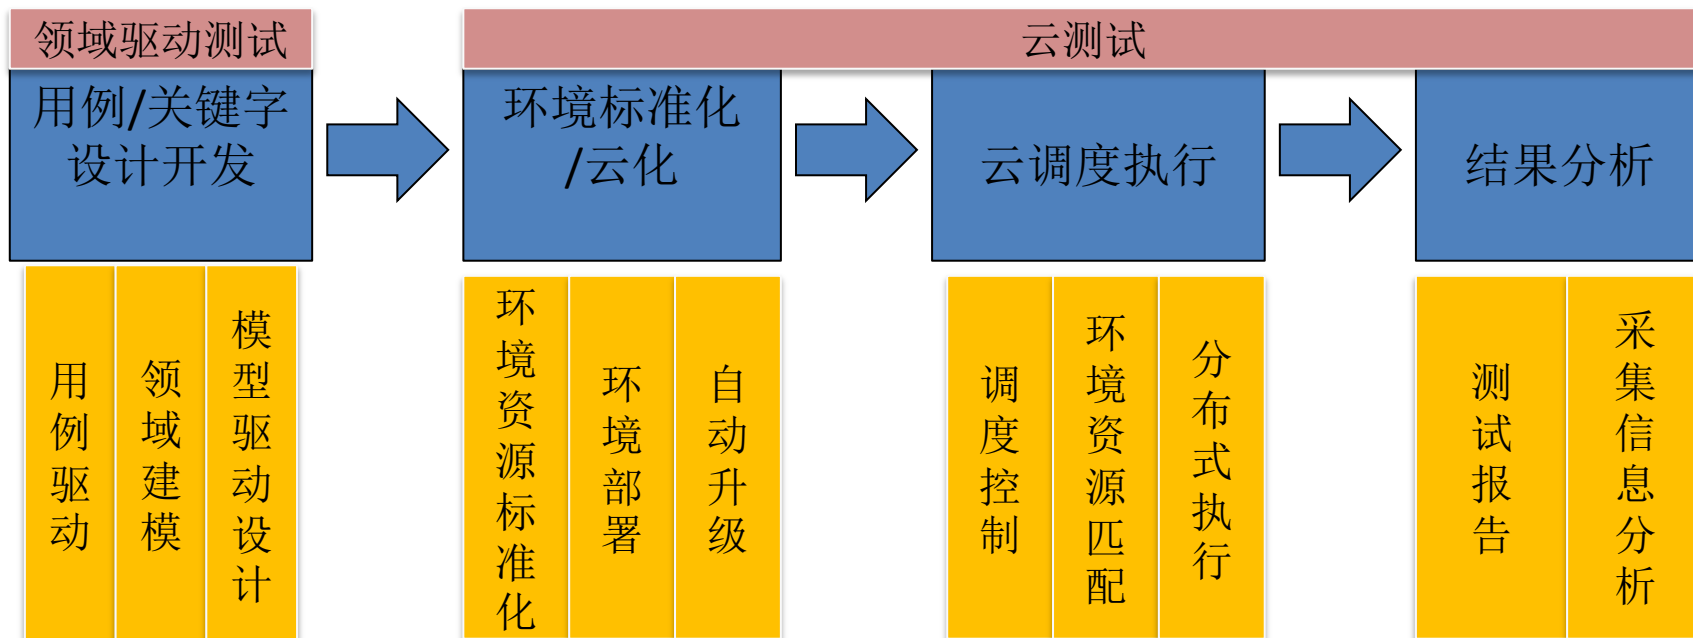 领域驱动测试
云测试
用例/关键字
设计开发
环境标准化
/云化
云调度执行
结果分析
用例驱动
领域建模
模型驱动设计
环境资源标准化
环境部署
自动升级
调度控制
环境资源匹配
分布式执行
测试报告
采集信息分析